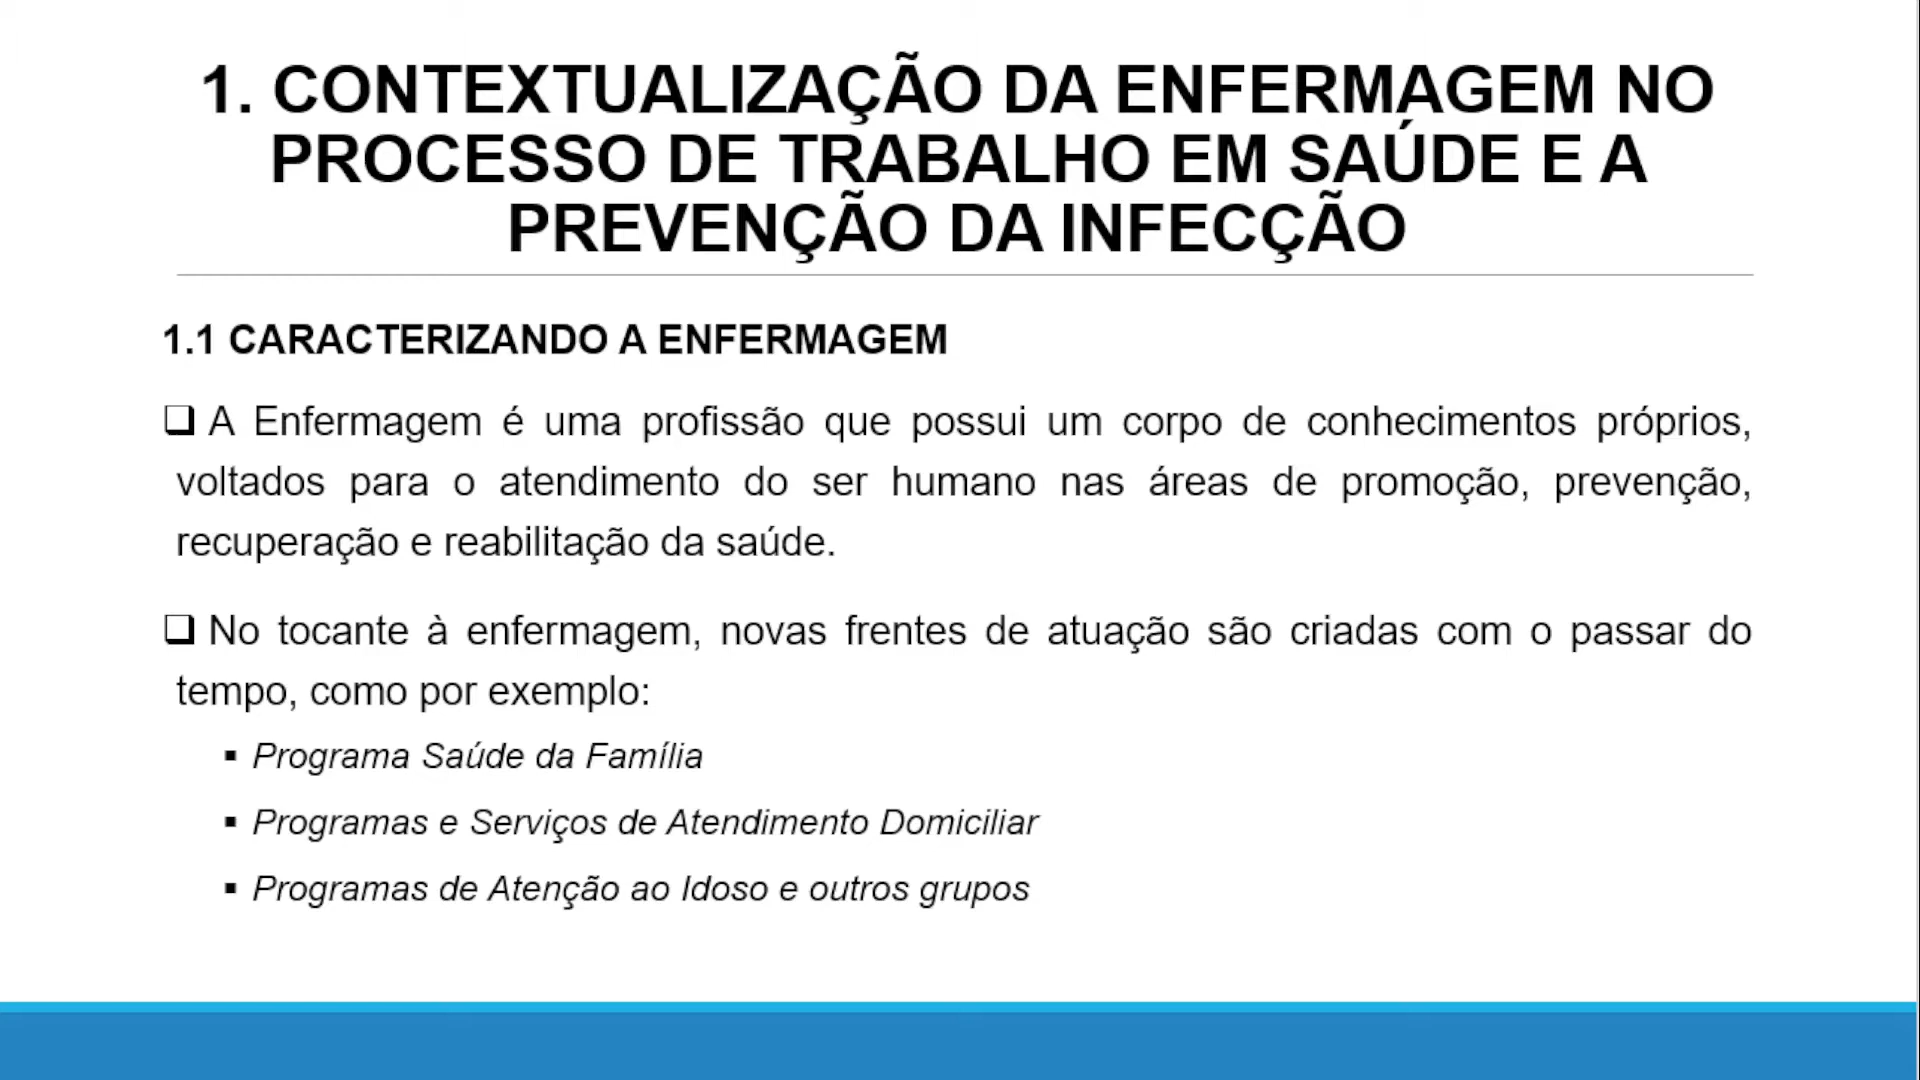 1. CONTEXTUALIZAÇÃO DA ENFERMAGEM NO
PROCESSO DE TRABALHO EM SAÚDE E A
PREVENÇÃO DA INFECÇÃO
1.1 CARACTERIZANDO A ENFERMAGEM
❑ A Enfermagem é uma profissão que possui um corpo de conhecimentos próprios,
voltados para o atendimento do ser humano nas áreas de promoção, prevenção,
recuperação e reabilitação da saúde.
❑ No tocante à enfermagem, novas frentes de atuação são criadas com o passar do
tempo, como por exemplo:
▪ Programa Saúde da Família
▪ Programas e Serviços de Atendimento Domiciliar
▪ Programas de Atenção ao Idoso e outros grupos